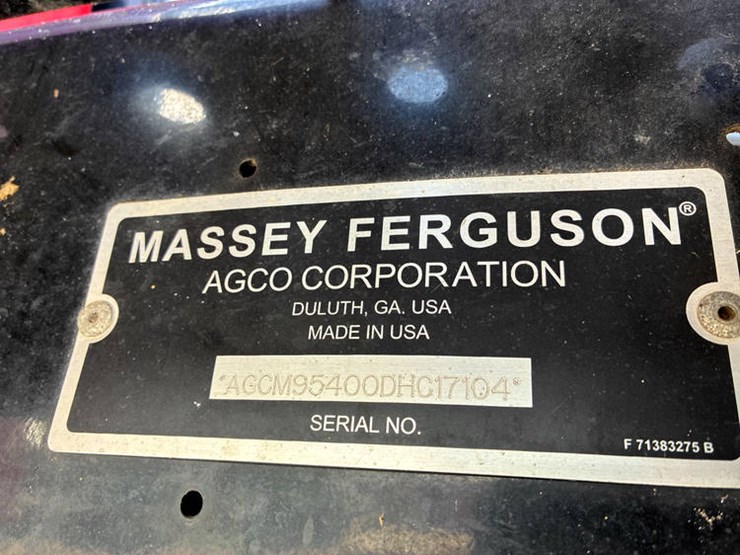 MASSEY FERGUSON®
AGCO CORPORATION
DULUTH, GA. USA
MADE IN USA
*AGCM95400DHC17104*
SERIAL NO.
F 71383275 B